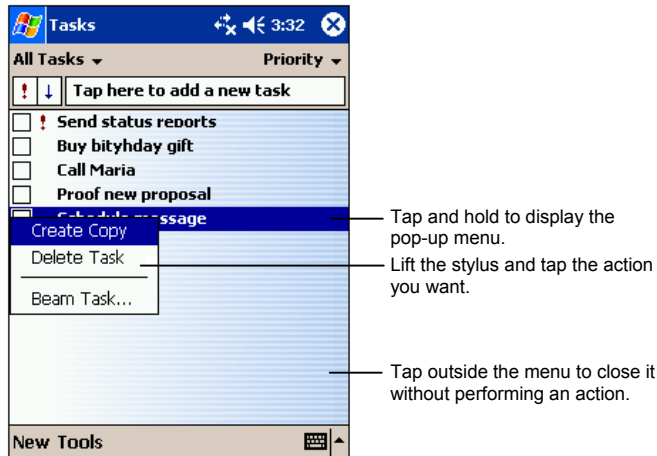 Tasks 3:32
All Tasks Priority
! ↓ Tap here to add a new task
! Send status reports
Buy bityhday gift
Call Maria
Proof new proposal
message
Create Copy
Delete Task
Beam Task...
Tap and hold to display the
pop-up menu.
Lift the stylus and tap the action
you want.
Tap outside the menu to close it
without performing an action.
New Tools